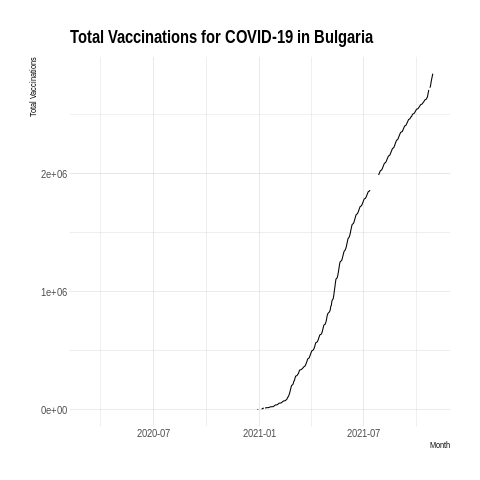 Total Vaccinations for COVID-19 in Bulgaria
Total Vaccinations
2e+06
1e+06
0e+00
2020-07 2021-01 2021-07
Month